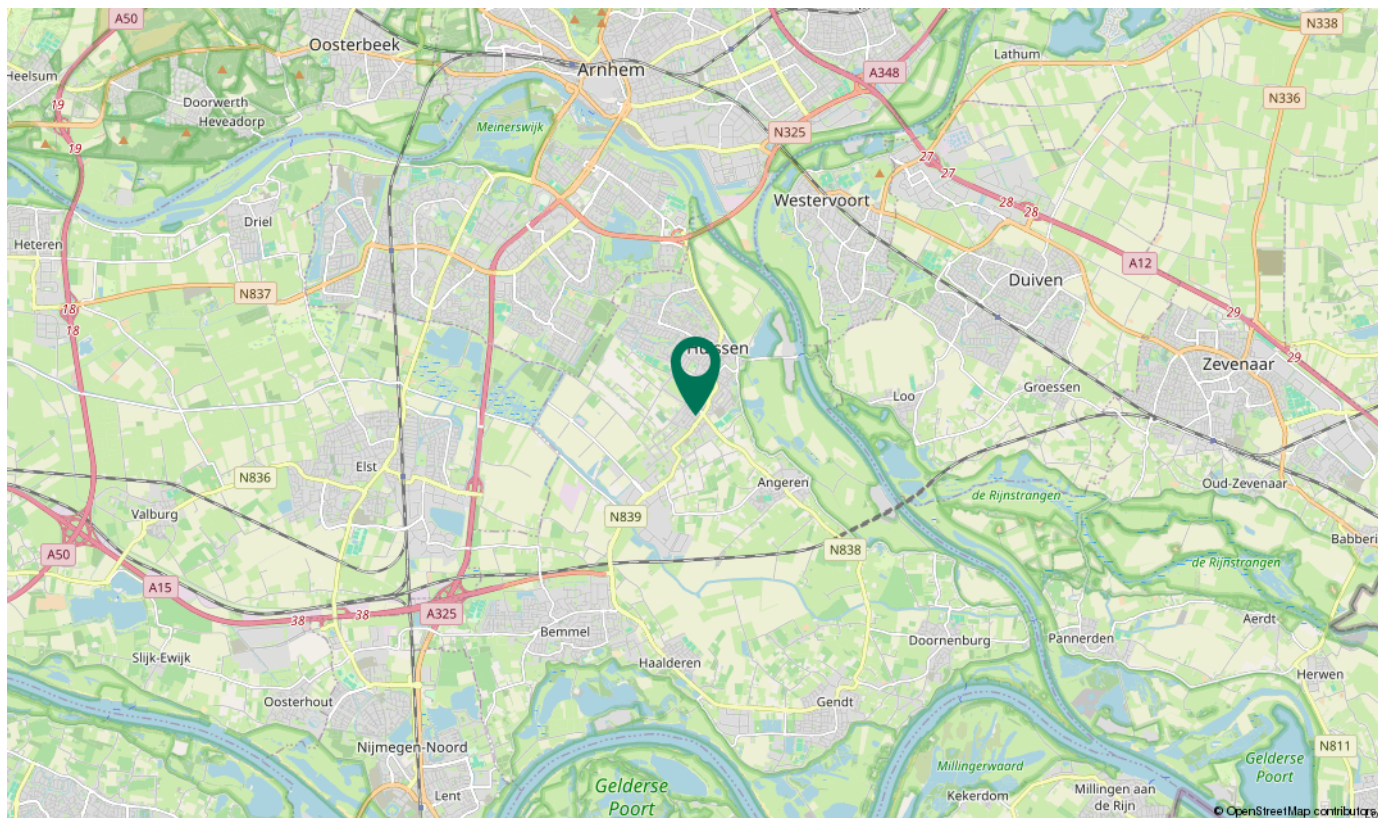 A50
Oosterbeek
N338
Lathum
Heelsum
Arnhem
A348
19
Doorwerth
N336
Heveadorp
Meinerswijk
N325
19
27
27
Westervoort
28
28
Driel
Heteren
A12
Duiven
N837
18
18
29
Huissen
29
Zevenaar
Groessen
Loo
Elst
N836
Angeren
Oud-Zevenaar
de Rijnstrangen
Valburg
N839
Babberi
A50
N838
de Rijnstrangen
A15
38
38
A325
Aerdt
Bemmel
Doornenburg
Pannerden
Slijk-Ewijk
Haalderen
Herwen
Oosterhout
Gendt
Nijmegen-Noord
N811
Gelderse
Poort
Millingerwaard
Gelderse
Poort
Lent
Kekerdom
Millingen aan
de Rijn
© OpenStreetMap contributors